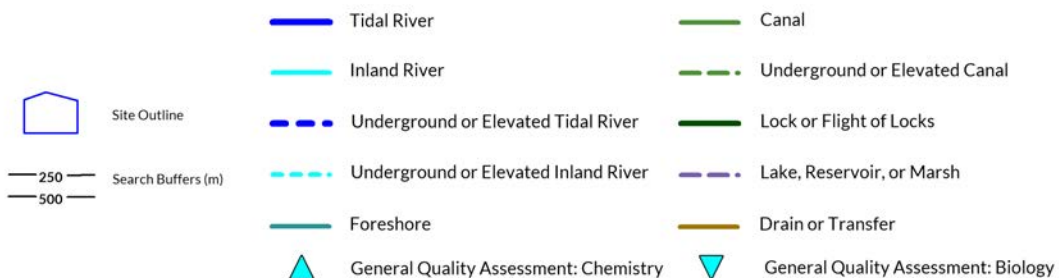 Tidal River
Canal
Inland River
Underground or Elevated Canal
Site Outline
Underground or Elevated Tidal River
Lock or Flight of Locks
250
500
Search Buffers (m)
Underground or Elevated Inland River
Lake, Reservoir, or Marsh
Foreshore
Drain or Transfer
General Quality Assessment: Chemistry
General Quality Assessment: Biology